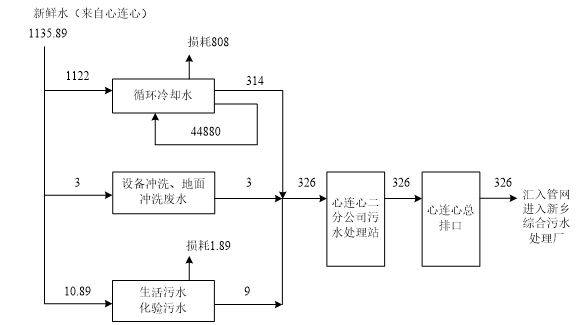 新鲜水（来自心连心）
1135.89
损耗808
1122
循环冷却水
314
44880
3
设备冲洗、地面
冲洗废水
3
326
心连心二
分公司污
水处理站
326
心连心总
排口
326
汇入管网
进入新乡
综合污水
处理厂
损耗1.89
10.89
生活污水
化验污水
9